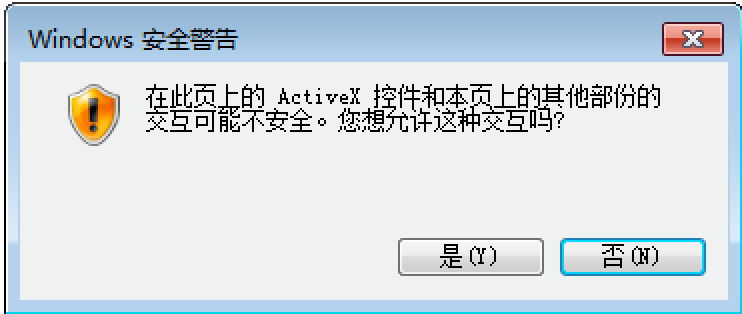 Windows 安全警告
在此页上的 ActiveX 控件和本页上的其他部份的
交互可能不安全。您想允许这种交互吗?
是(Y)
否(N)